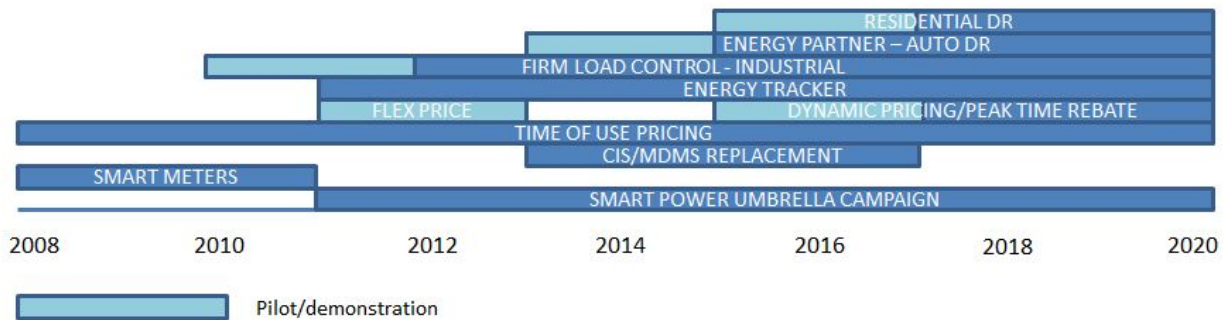 RESIDENTIAL DR
ENERGY PARTNER – AUTO DR
FIRM LOAD CONTROL - INDUSTRIAL
ENERGY TRACKER
FLEX PRICE DYNAMIC PRICING/PEAK TIME REBATE
TIME OF USE PRICING
CIS/MDMS REPLACEMENT
SMART METERS
SMART POWER UMBRELLA CAMPAIGN
2008 2010 2012 2014 2016 2018 2020
Pilot/demonstration